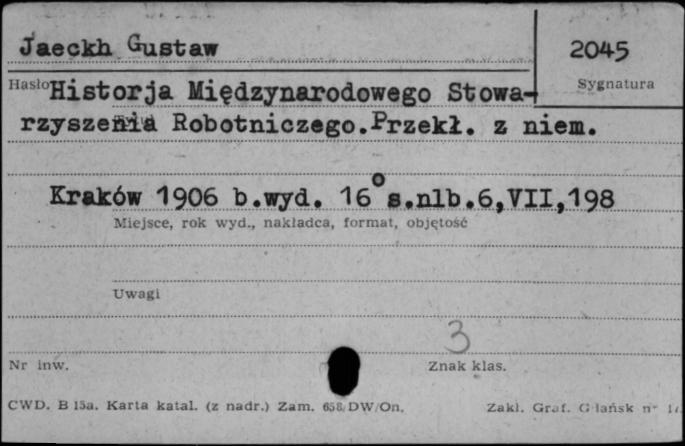 Jaeckh Gustaw
2045
Hasło Historja Międzynarodowego Stowa-
Sygnatura
rzyszenia Robotniczego. Przekł. z niem.
Kraków 1906 b.wyd. 16° s.nlb.6,VII,198
Miejsce, rok wyd., nakładca, format, objętość
Uwagi
3
Nr inw.
Znak klas.
CWD. B 15a. Karta katal. (z nadr.) Zam. 658/DW/On.
Zakł. Graf. Gdańsk